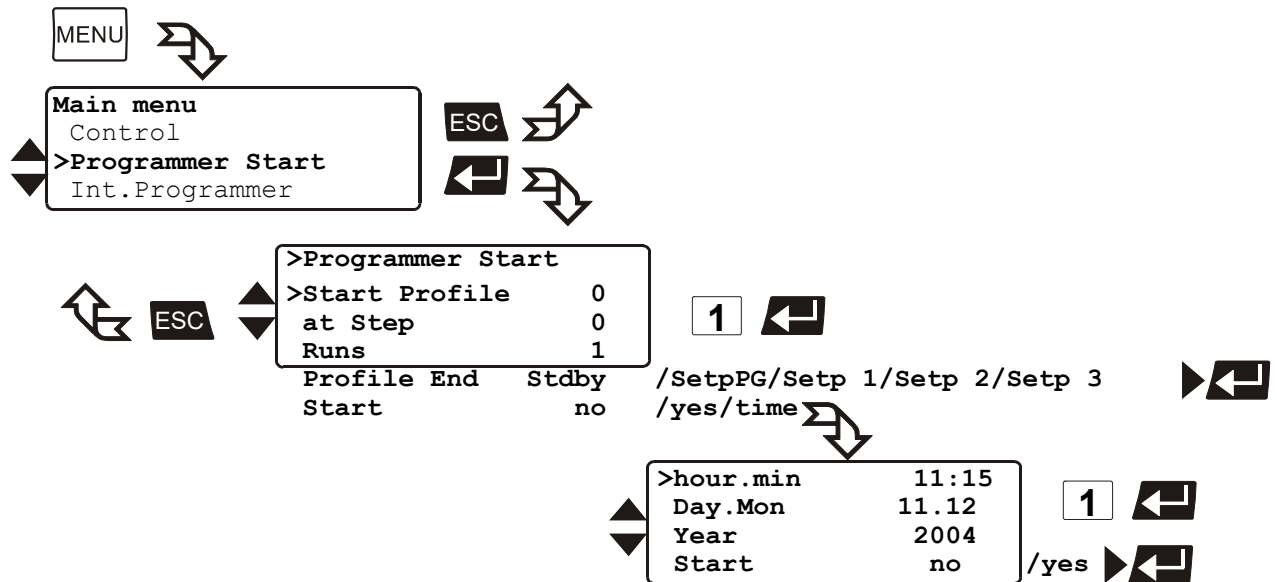 MENU
Main menu
Control
>Programmer Start
Int.Programmer
ESC
>Programmer Start
>Start Profile 0
at Step 0
Runs 1
Profile End Stdby /SetpPG/Setp 1/Setp 2/Setp 3
Start no /yes/time
ESC
1
>hour.min 11:15
Day.Mon 11.12
Year 2004
Start no /yes
1